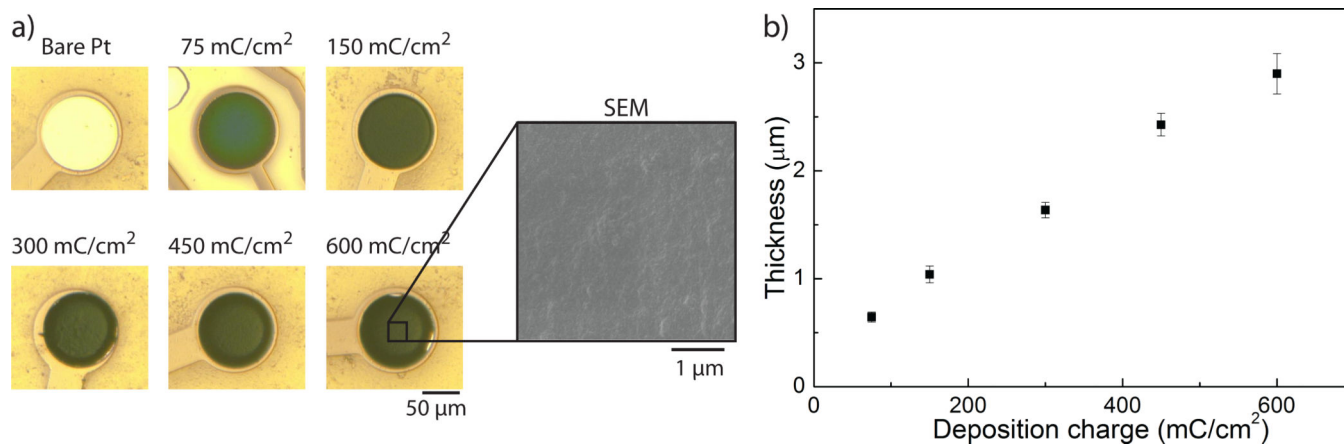 a)
Bare Pt
75 mC/cm²
150 mC/cm²
300 mC/cm²
450 mC/cm²
600 mC/cm²
50 µm
SEM
1 µm
b)
Thickness (µm)
3
2
1
0
0 200 400 600
Deposition charge (mC/cm²)